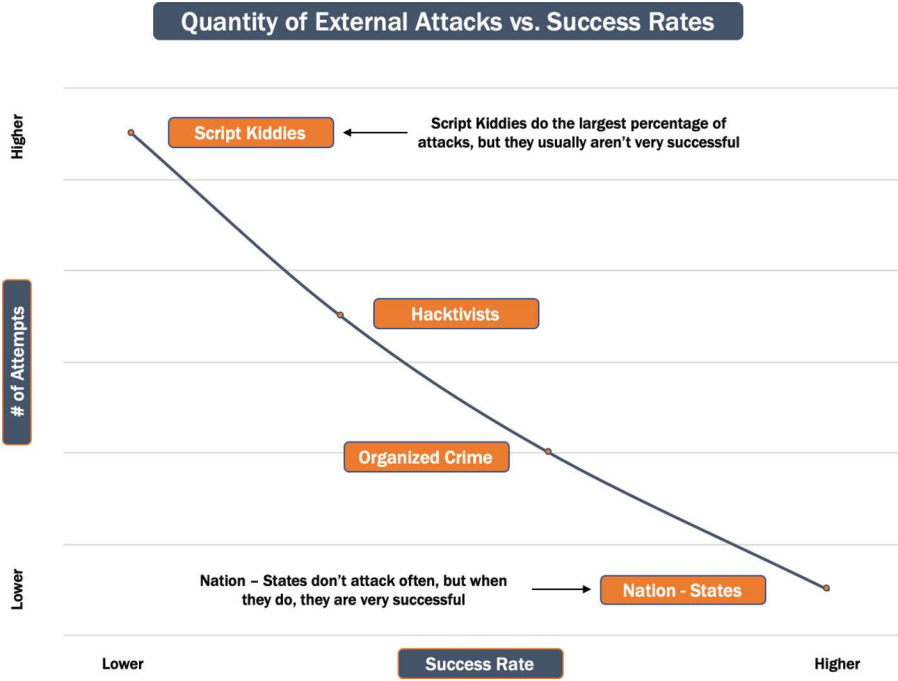 Quantity of External Attacks vs. Success Rates
Higher
Script Kiddies
Script Kiddies do the largest percentage of
attacks, but they usually aren't very successful
# of Attempts
Hacktivists
Organized Crime
Lower
Nation – States don't attack often, but when
they do, they are very successful
Nation - States
Lower
Success Rate
Higher